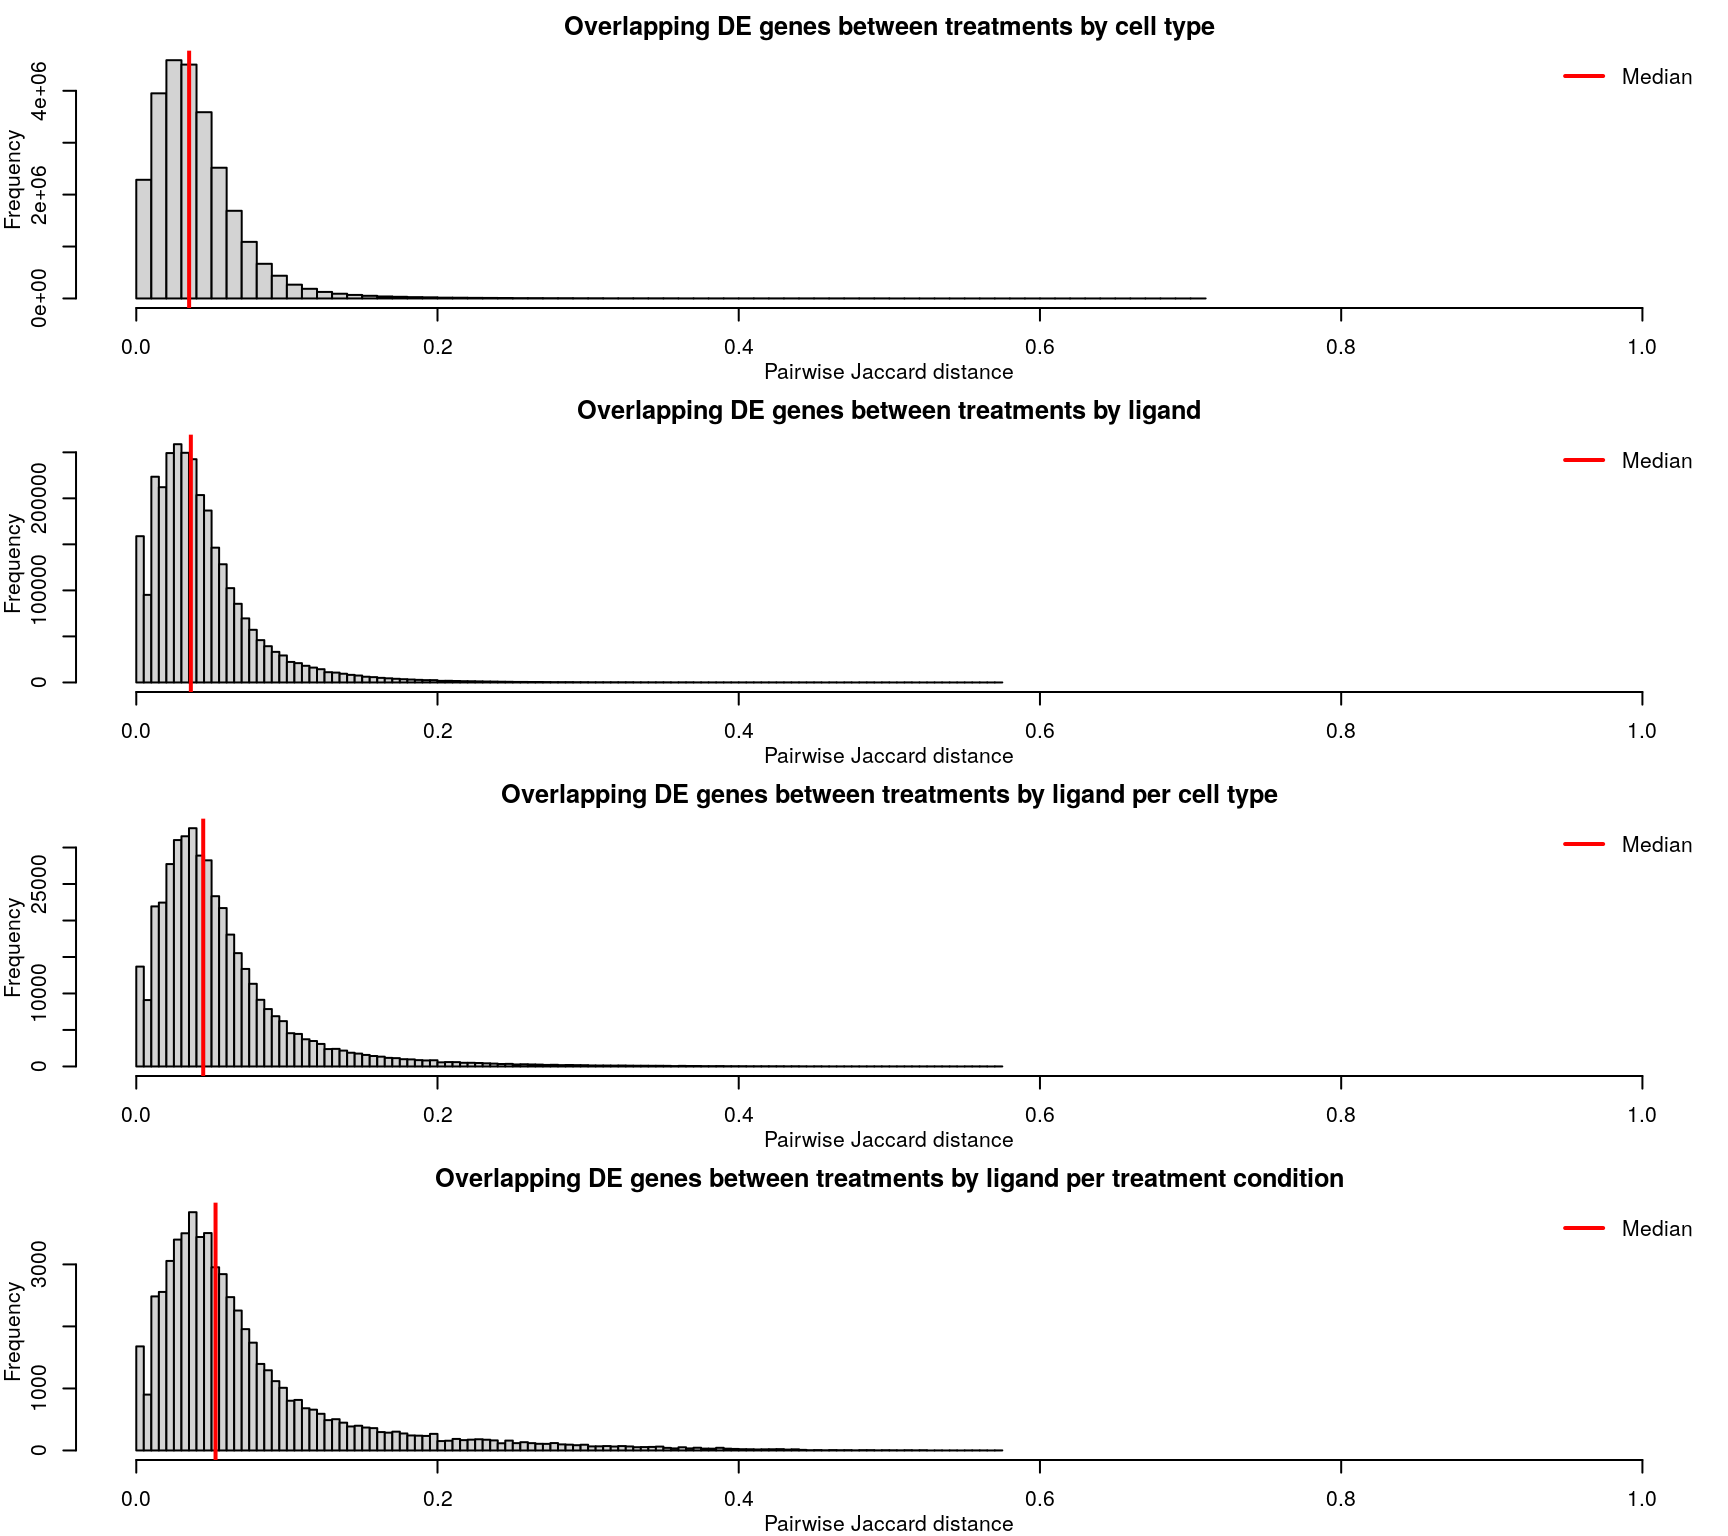 Overlapping DE genes between treatments by cell type
Median
Frequency
0e+00 2e+06 4e+06
0.0 0.2 0.4 0.6 0.8 1.0
Pairwise Jaccard distance
Overlapping DE genes between treatments by ligand
Median
Frequency
0 100000 200000
0.0 0.2 0.4 0.6 0.8 1.0
Pairwise Jaccard distance
Overlapping DE genes between treatments by ligand per cell type
Median
Frequency
0 10000 25000
0.0 0.2 0.4 0.6 0.8 1.0
Pairwise Jaccard distance
Overlapping DE genes between treatments by ligand per treatment condition
Median
Frequency
0 1000 3000
0.0 0.2 0.4 0.6 0.8 1.0
Pairwise Jaccard distance